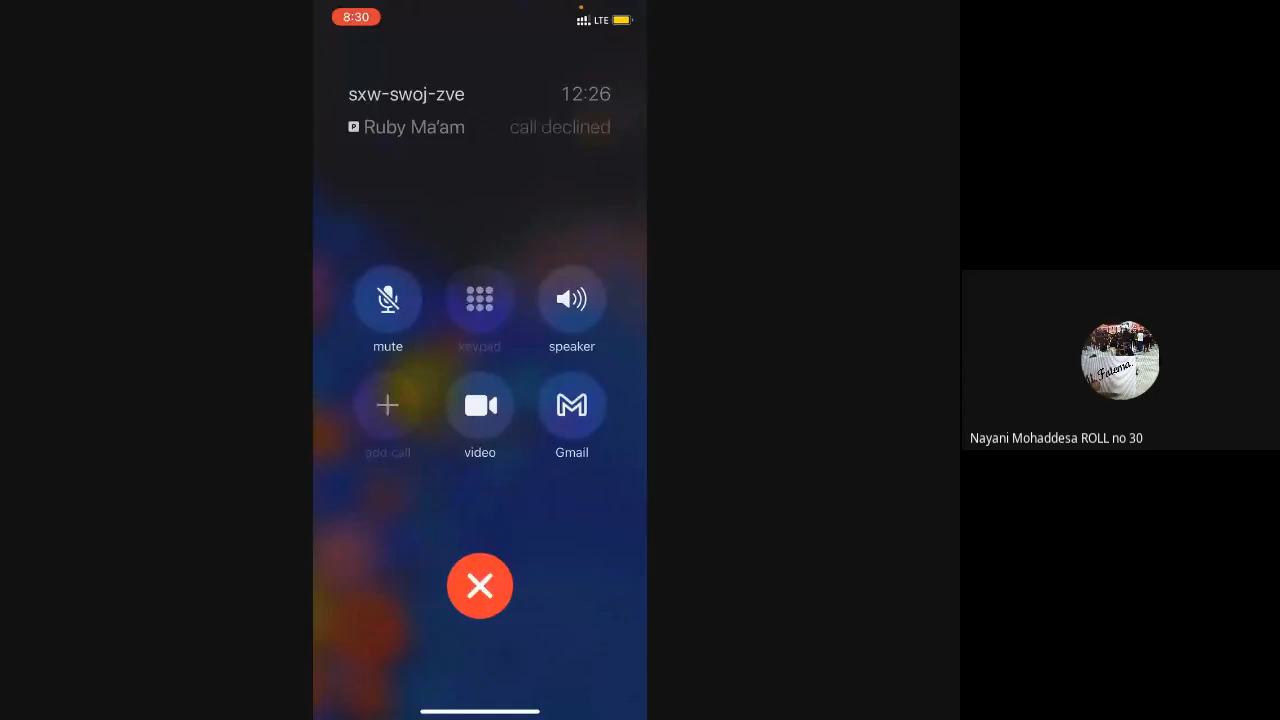 8:30
LTE
sxw-swoj-zve 12:26
P Ruby Ma'am call declined
mute keypad speaker
add call video Gmail
Fatema.
Nayani Mohaddesa ROLL no 30